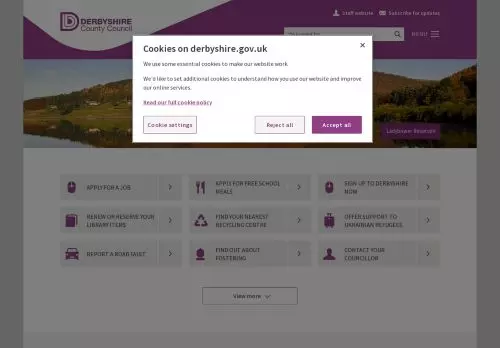 Staff website
Subscribe for updates
DERBYSHIRE
County Council
MENU
Cookies on derbyshire.gov.uk
We use some essential cookies to make our website work.
We'd like to set additional cookies to understand how you use our website and improve
our online services.
Read our full cookie policy
Cookie settings
Reject all
Accept all
Ladybower Reservoir
APPLY FOR A JOB
APPLY FOR FREE SCHOOL
MEALS
SIGN UP TO DERBYSHIRE
NOW
RENEW OR RESERVE YOUR
LIBRARY ITEMS
FIND YOUR NEAREST
RECYCLING CENTRE
OFFER SUPPORT TO
UKRAINIAN REFUGEES
REPORT A ROAD FAULT
FIND OUT ABOUT
FOSTERING
CONTACT YOUR
COUNCILLOR
View more